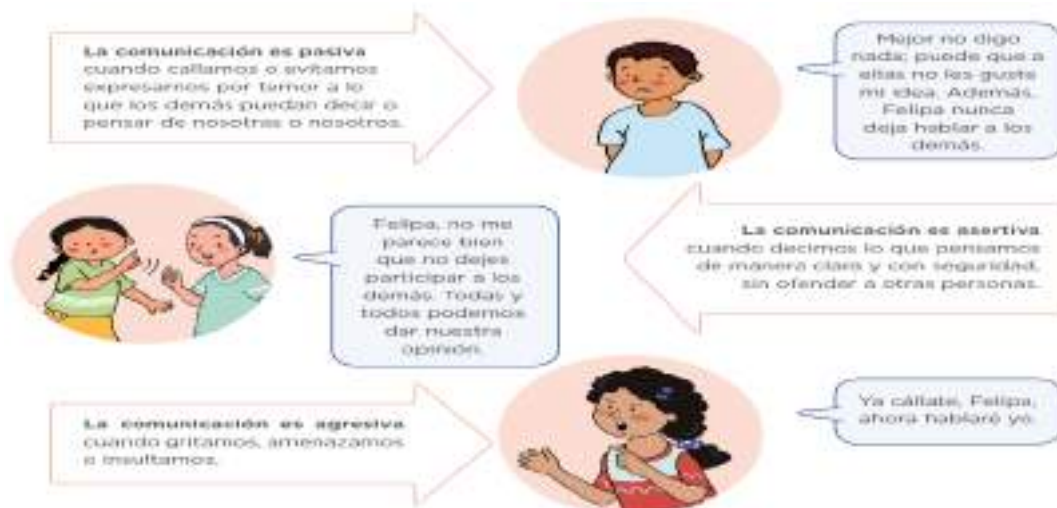 La comunicación es pasiva
cuando callamos o evitamos
expresarnos por temor a lo
que los demás puedan decir o
pensar de nosotras o nosotros.
Mejor no digo
nada; puede que a
ellas no les guste
mi idea. Además,
Felipa nunca
deja hablar a los
demás.
Felipa, no me
parece bien
que no dejes
participar a los
demás. Todas y
todos podemos
dar nuestra
opinión.
La comunicación es asertiva
cuando decimos lo que pensamos
de manera clara y con seguridad,
sin ofender a otras personas.
La comunicación es agresiva
cuando gritamos, amenazamos
o insultamos.
Ya cállate, Felipa,
ahora hablaré yo.